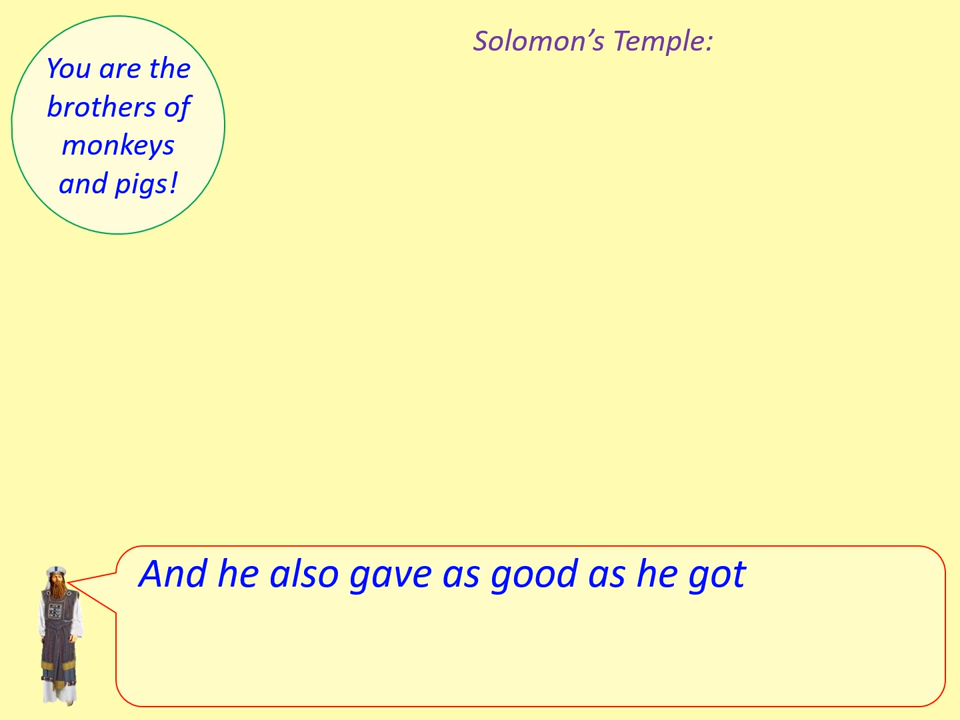 Solomon’s Temple:
You are the
brothers of
monkeys
and pigs!
And he also gave as good as he got